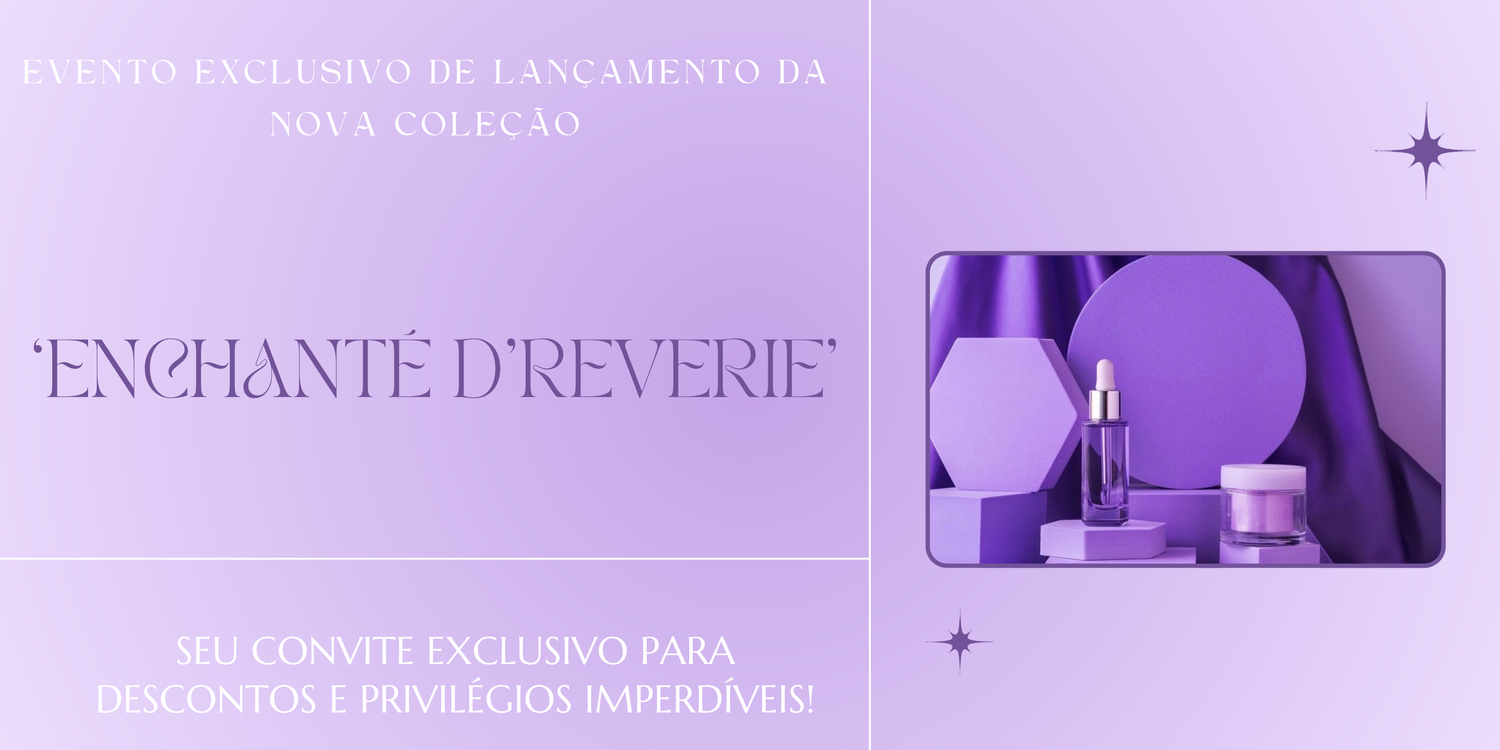 EVENTO EXCLUSIVO DE LANÇAMENTO DA
NOVA COLEÇÃO
‘ENCHANTÉ D’REVERIE’
SEU CONVITE EXCLUSIVO PARA
DESCONTOS E PRIVILÉGIOS IMPERDÍVEIS!